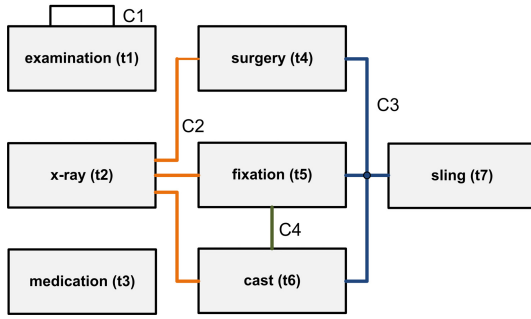 C1
examination (t1)
surgery (t4)
C3
C2
x-ray (t2)
fixation (t5)
sling (t7)
C4
medication (t3)
cast (t6)